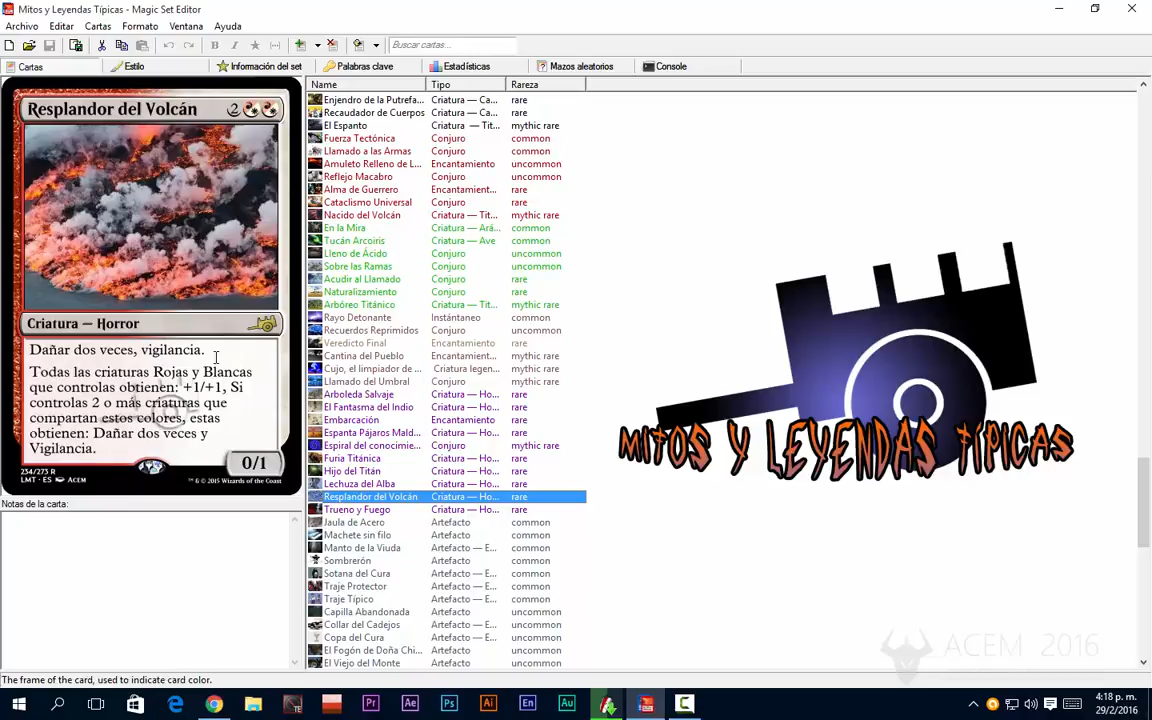 Mitos y Leyendas Típicas - Magic Set Editor
Archivo Editar Cartas Formato Ventana Ayuda
B I Buscar cartas...
Cartas Estilo Información del set Palabras clave Estadísticas Mazos aleatorios Console
Resplandor del Volcán 2
Criatura — Horror
Dañar dos veces, vigilancia.
Todas las criaturas Rojas y Blancas
que controlas obtienen: +1/+1, Si
controlas 2 o más criaturas que
compartan estos colores, estas
obtienen: Dañar dos veces y
Vigilancia.
0/1
234/273 R
LMT · ES ACEM ™ & © 2015 Wizards of the Coast
Notas de la carta:
Name Tipo Rareza
Enjendro de la Putrefa... Criatura — Ca... rare
Recaudador de Cuerpos Criatura — Ca... rare
El Espanto Criatura — Tit... mythic rare
Fuerza Tectónica Conjuro common
Llamado a las Armas Conjuro common
Amuleto Relleno de L... Encantamiento uncommon
Reflejo Macabro Conjuro uncommon
Alma de Guerrero Encantamient... rare
Cataclismo Universal Conjuro rare
Nacido del Volcán Criatura — Tit... mythic rare
En la Mira Criatura — Ará... common
Tucán Arcoiris Criatura — Ave common
Lleno de Ácido Conjuro uncommon
Sobre las Ramas Conjuro uncommon
Acudir al Llamado Conjuro rare
Naturalizamiento Conjuro rare
Arbóreo Titánico Criatura — Tit... mythic rare
Rayo Detonante Instantáneo common
Recuerdos Reprimidos Conjuro uncommon
Veredicto Final Encantamiento rare
Cantina del Pueblo Encantamiento mythic rare
Cujo, el limpiador de ... Criatura legen... mythic rare
Llamado del Umbral Conjuro mythic rare
Arboleda Salvaje Criatura — Ho... rare
El Fantasma del Indio Criatura — Ho... rare
Embarcación Encantamiento rare
Espanta Pájaros Mald... Criatura — Ho... rare
Espiral del conocimie... Conjuro mythic rare
Furia Titánica Criatura — Ho... rare
Hijo del Titán Criatura — Ho... rare
Lechuza del Alba Criatura — Ho... rare
Resplandor del Volcán Criatura — Ho... rare
Trueno y Fuego Criatura — Ho... rare
Jaula de Acero Artefacto common
Machete sin filo Artefacto common
Manto de la Viuda Artefacto — E... common
Sombrerón Artefacto common
Sotana del Cura Artefacto — E... common
Traje Protector Artefacto — E... common
Traje Típico Artefacto — E... common
Capilla Abandonada Artefacto uncommon
Collar del Cadejos Artefacto — E... uncommon
Copa del Cura Artefacto uncommon
El Fogón de Doña Chi... Artefacto — E... uncommon
El Viejo del Monte Artefacto — E... uncommon
MITOS Y LEYENDAS TÍPICAS
ACEM 2016
The frame of the card, used to indicate card color.
TE Pr Ae Ps Ai En Au C
4:18 p. m.
29/2/2016